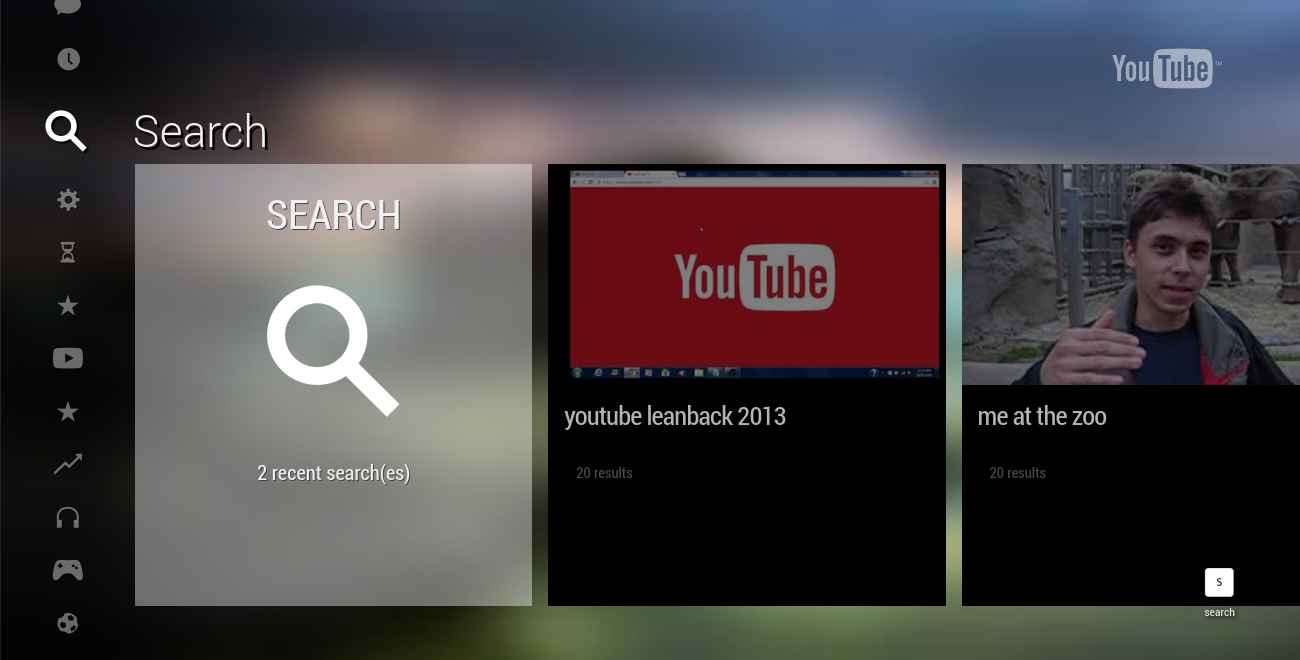 YouTube™
Search
SEARCH
2 recent search(es)
YouTube
youtube leanback 2013
20 results
me at the zoo
20 results
S
search